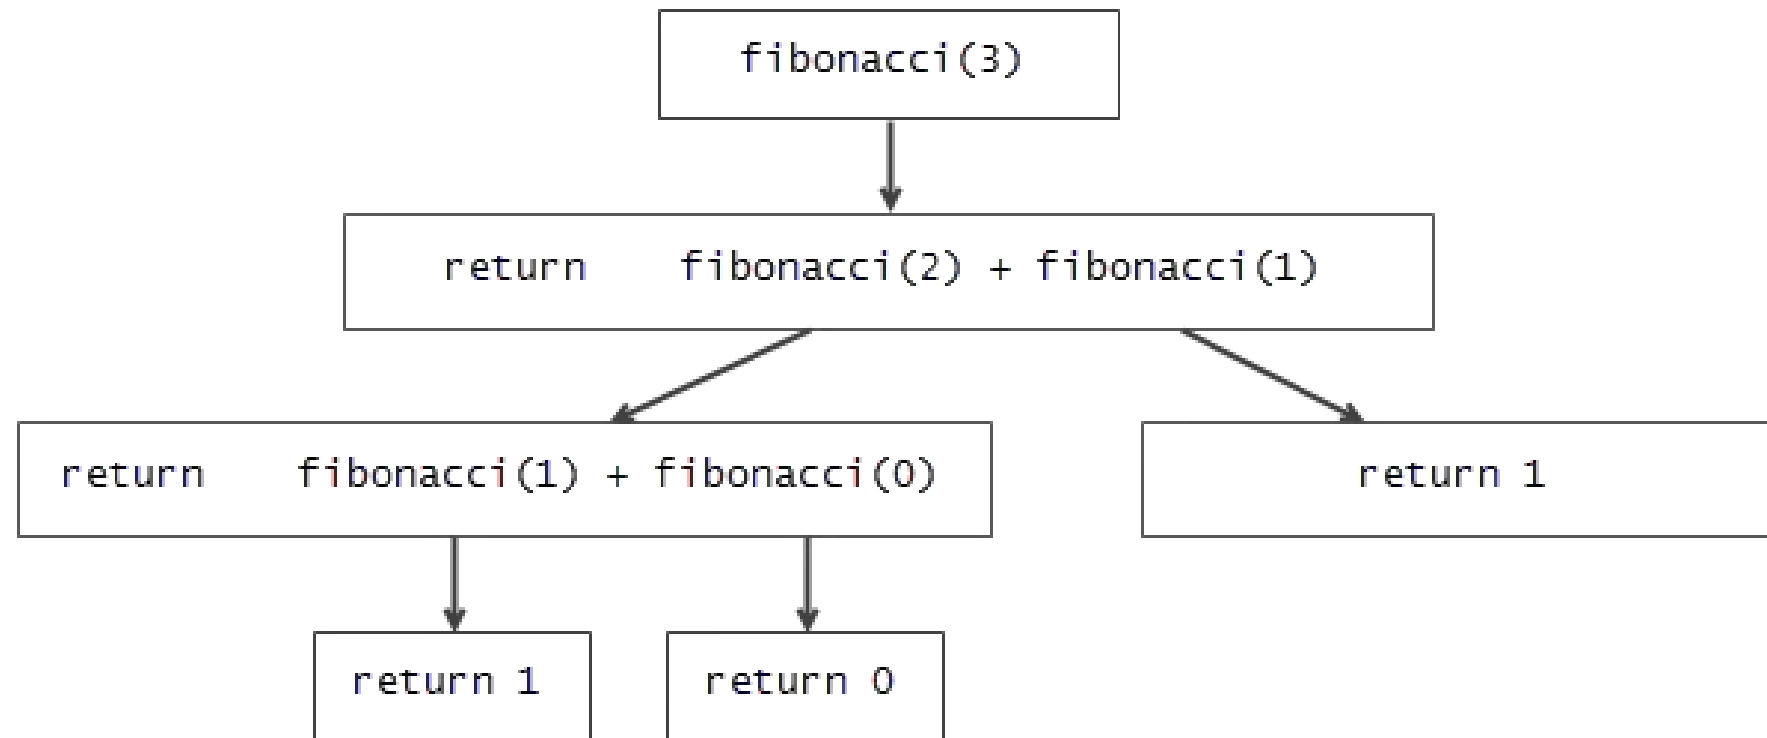 fibonacci(3)
return fibonacci(2) + fibonacci(1)
return fibonacci(1) + fibonacci(0)
return 1
return 1
return 0